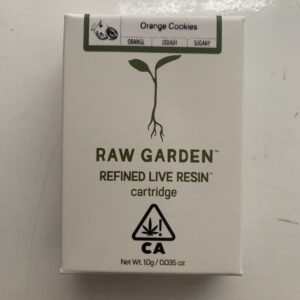 Orange Cookies
ORANGE DOUGH SUGARY
RAW GARDEN™
REFINED LIVE RESIN™
cartridge
!
CA
Net Wt. 1.0g / 0.035 oz